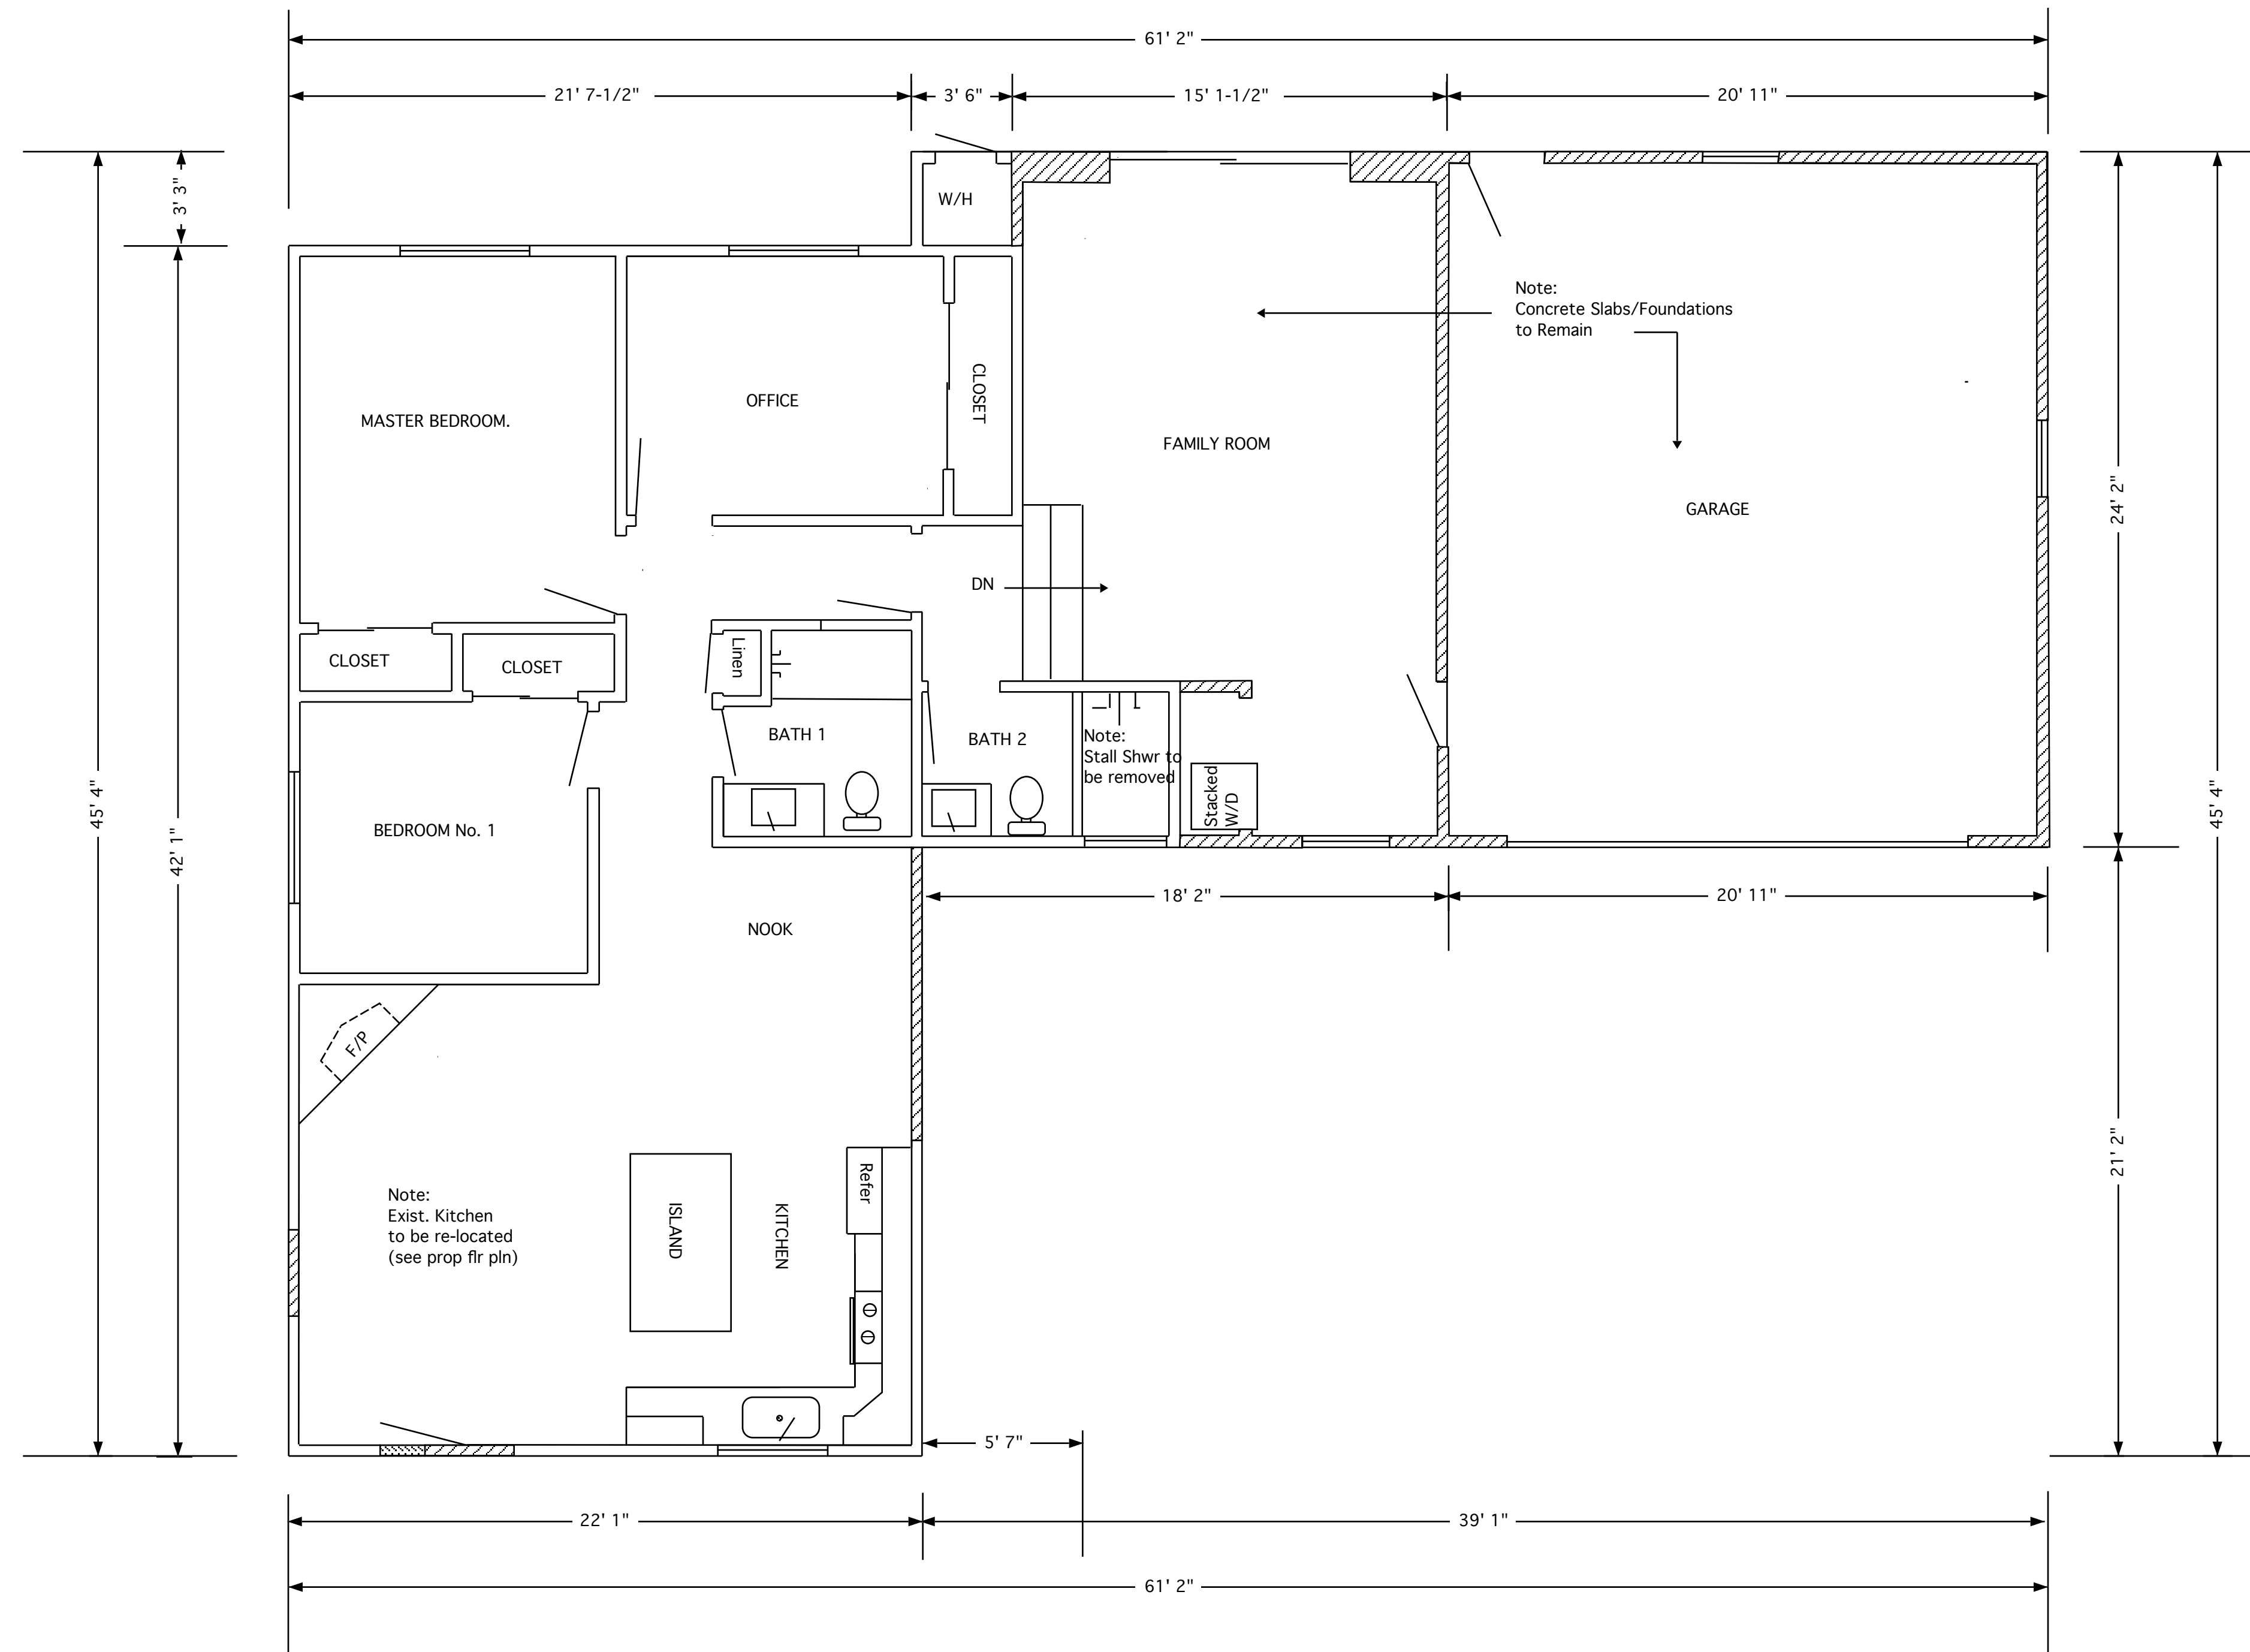 61' 2"
21' 7-1/2"
3' 6"
15' 1-1/2"
20' 11"
3' 3"
W/H
Note:
Concrete Slabs/Foundations
to Remain
CLOSET
OFFICE
MASTER BEDROOM.
FAMILY ROOM
GARAGE
24' 2"
DN
CLOSET
CLOSET
Linen
BATH 1
BATH 2
Note:
Stall Shwr to
be removed
Stacked
W/D
45' 4"
42' 1"
45' 4"
BEDROOM No. 1
18' 2"
20' 11"
NOOK
F/P
21' 2"
Refer
Note:
Exist. Kitchen
to be re-located
(see prop flr pln)
ISLAND
KITCHEN
5' 7"
22' 1"
39' 1"
61' 2"